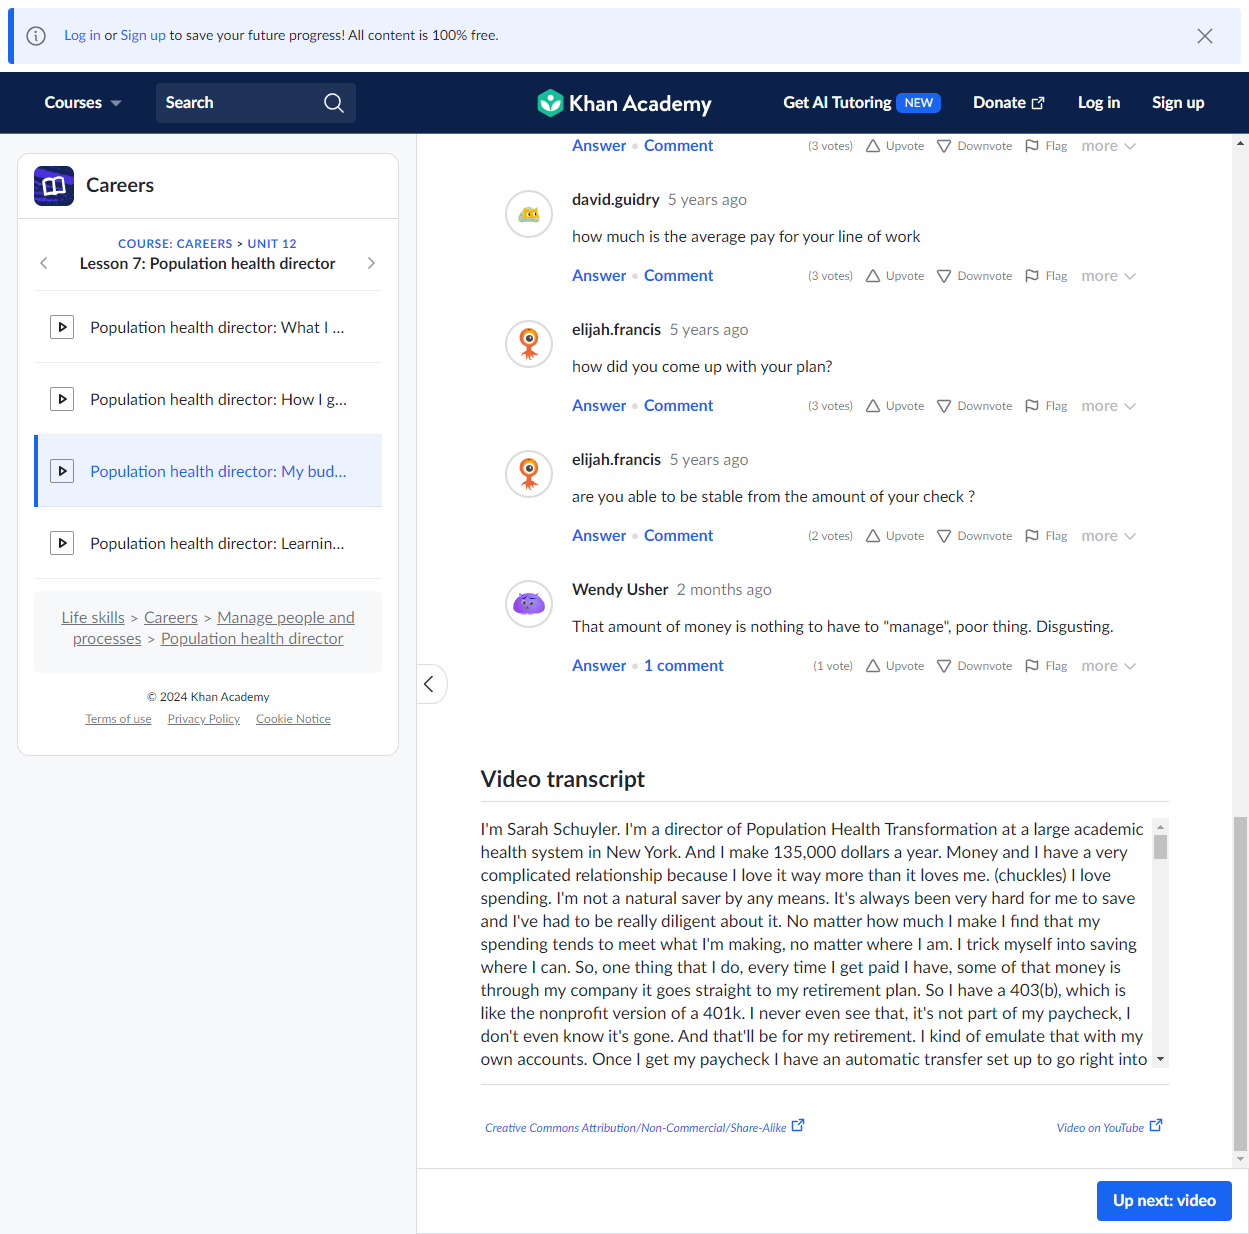 Log in or Sign up to save your future progress! All content is 100% free.
Courses
Search
Khan Academy
Get AI Tutoring NEW
Donate
Log in
Sign up
Careers
COURSE: CAREERS > UNIT 12
Lesson 7: Population health director
Population health director: What I ...
Population health director: How I g...
Population health director: My bud...
Population health director: Learnin...
Life skills > Careers > Manage people and
processes > Population health director
© 2024 Khan Academy
Terms of use Privacy Policy Cookie Notice
Answer • Comment (3 votes) Upvote Downvote Flag more
david.guidry 5 years ago
how much is the average pay for your line of work
Answer • Comment (3 votes) Upvote Downvote Flag more
elijah.francis 5 years ago
how did you come up with your plan?
Answer • Comment (3 votes) Upvote Downvote Flag more
elijah.francis 5 years ago
are you able to be stable from the amount of your check ?
Answer • Comment (2 votes) Upvote Downvote Flag more
Wendy Usher 2 months ago
That amount of money is nothing to have to "manage", poor thing. Disgusting.
Answer • 1 comment (1 vote) Upvote Downvote Flag more
Video transcript
I'm Sarah Schuyler. I'm a director of Population Health Transformation at a large academic
health system in New York. And I make 135,000 dollars a year. Money and I have a very
complicated relationship because I love it way more than it loves me. (chuckles) I love
spending. I'm not a natural saver by any means. It's always been very hard for me to save
and I've had to be really diligent about it. No matter how much I make I find that my
spending tends to meet what I'm making, no matter where I am. I trick myself into saving
where I can. So, one thing that I do, every time I get paid I have, some of that money is
through my company it goes straight to my retirement plan. So I have a 403(b), which is
like the nonprofit version of a 401k. I never even see that, it's not part of my paycheck, I
don't even know it's gone. And that'll be for my retirement. I kind of emulate that with my
own accounts. Once I get my paycheck I have an automatic transfer set up to go right into
Creative Commons Attribution/Non-Commercial/Share-Alike
Video on YouTube
Up next: video